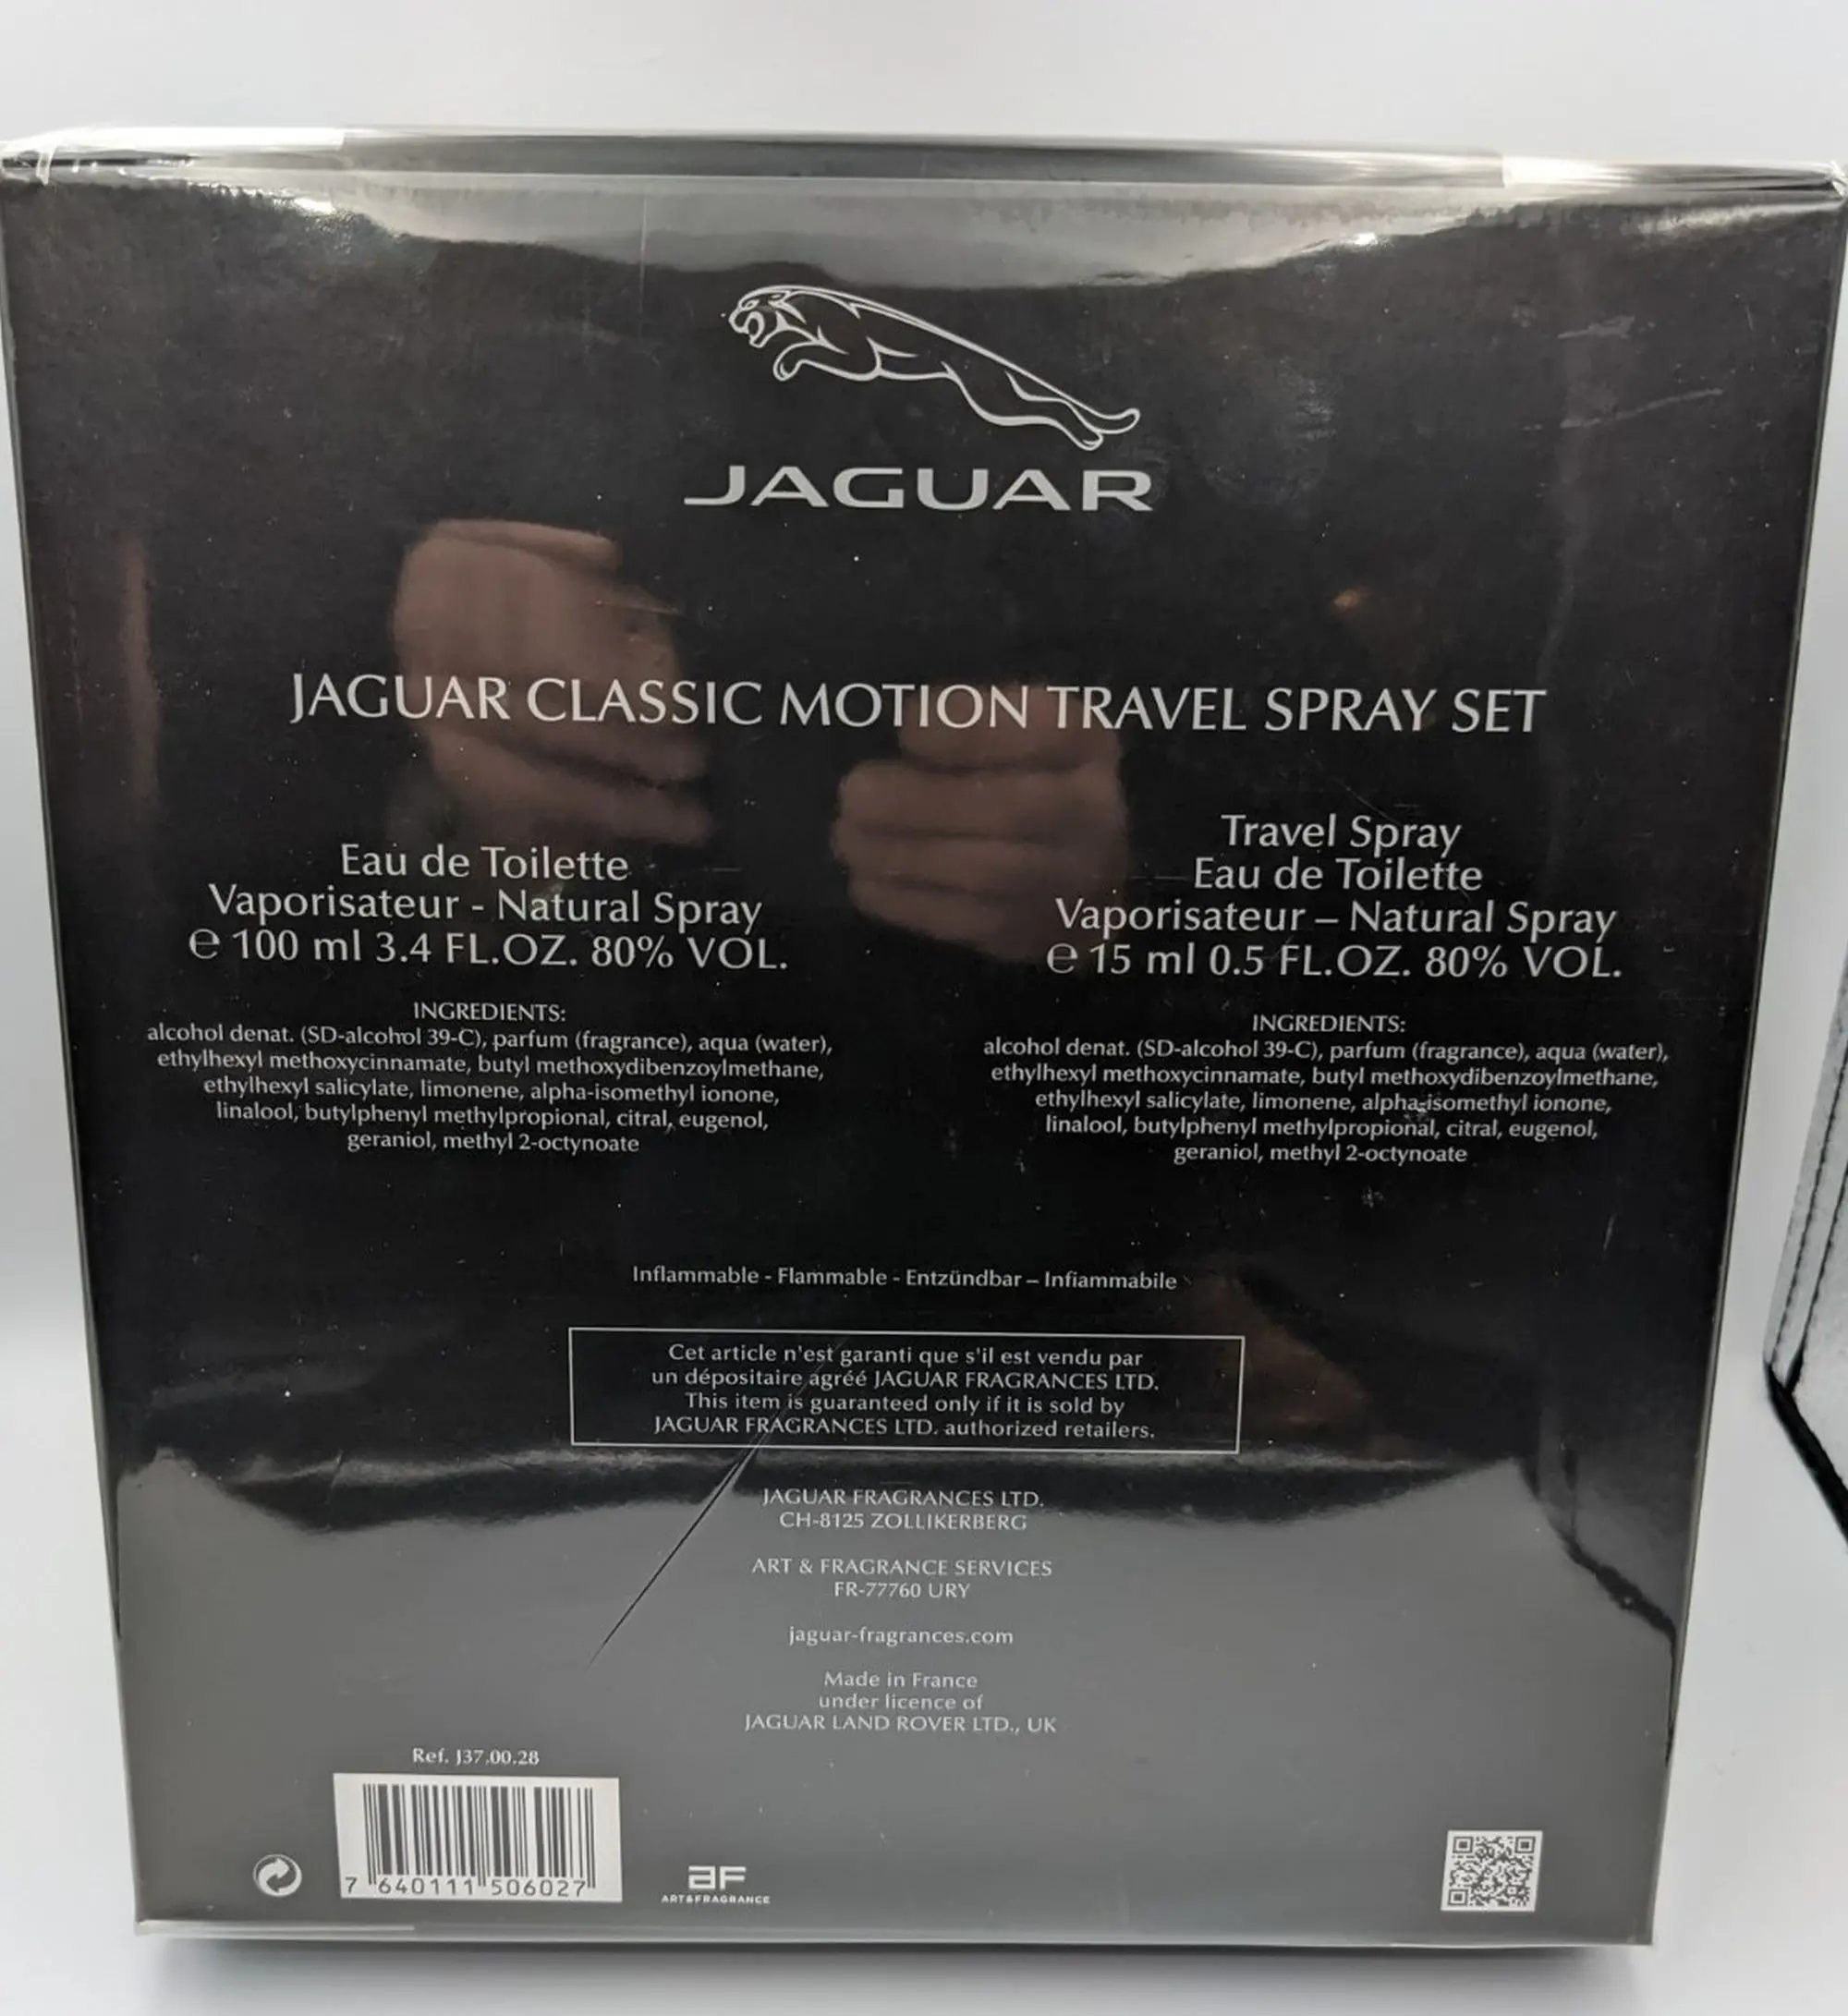 JAGUAR
JAGUAR CLASSIC MOTION TRAVEL SPRAY SET
Eau de Toilette
Vaporisateur - Natural Spray
℮ 100 ml 3.4 FL.OZ. 80% VOL.
INGREDIENTS:
alcohol denat. (SD-alcohol 39-C), parfum (fragrance), aqua (water),
ethylhexyl methoxycinnamate, butyl methoxydibenzoylmethane,
ethylhexyl salicylate, limonene, alpha-isomethyl ionone,
linalool, butylphenyl methylpropional, citral, eugenol,
geraniol, methyl 2-octynoate
Travel Spray
Eau de Toilette
Vaporisateur – Natural Spray
℮ 15 ml 0.5 FL.OZ. 80% VOL.
INGREDIENTS:
alcohol denat. (SD-alcohol 39-C), parfum (fragrance), aqua (water),
ethylhexyl methoxycinnamate, butyl methoxydibenzoylmethane,
ethylhexyl salicylate, limonene, alpha-isomethyl ionone,
linalool, butylphenyl methylpropional, citral, eugenol,
geraniol, methyl 2-octynoate
Inflammable - Flammable - Entzündbar – Infiammabile
Cet article n'est garanti que s'il est vendu par
un dépositaire agréé JAGUAR FRAGRANCES LTD.
This item is guaranteed only if it is sold by
JAGUAR FRAGRANCES LTD. authorized retailers.
JAGUAR FRAGRANCES LTD.
CH-8125 ZOLLIKERBERG
ART & FRAGRANCE SERVICES
FR-77760 URY
jaguar-fragrances.com
Made in France
under licence of
JAGUAR LAND ROVER LTD., UK
Ref. J37.00.28
7 640111 506027
aF
ART&FRAGRANCE